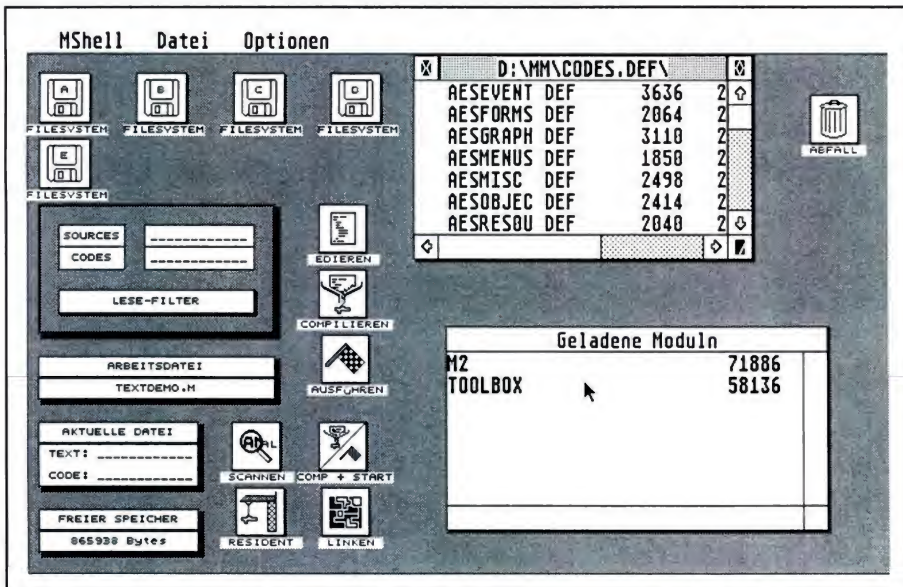 MShell Datei Optionen
A
B
C
D
FILESYSTEM FILESYSTEM FILESYSTEM FILESYSTEM
E
FILESYSTEM
D:\MM\CODES.DEF\
AESEVENT DEF 3636 2
AESFORMS DEF 2064 2
AESGRAPH DEF 3110 2
AESMENUS DEF 1850 2
AESMISC DEF 2498 2
AESOBJEC DEF 2414 2
AESRESOU DEF 2040 2
ABFALL
SOURCES
CODES
LESE-FILTER
EDIEREN
COMPILIEREN
AUSFÜHREN
ARBEITSDATEI
TEXTDEMO.M
Geladene Moduln
M2 71886
TOOLBOX 58136
AKTUELLE DATEI
TEXT:
CODE:
ANAL
SCANNEN
COMP + START
FREIER SPEICHER
865938 Bytes
RESIDENT
LINKEN